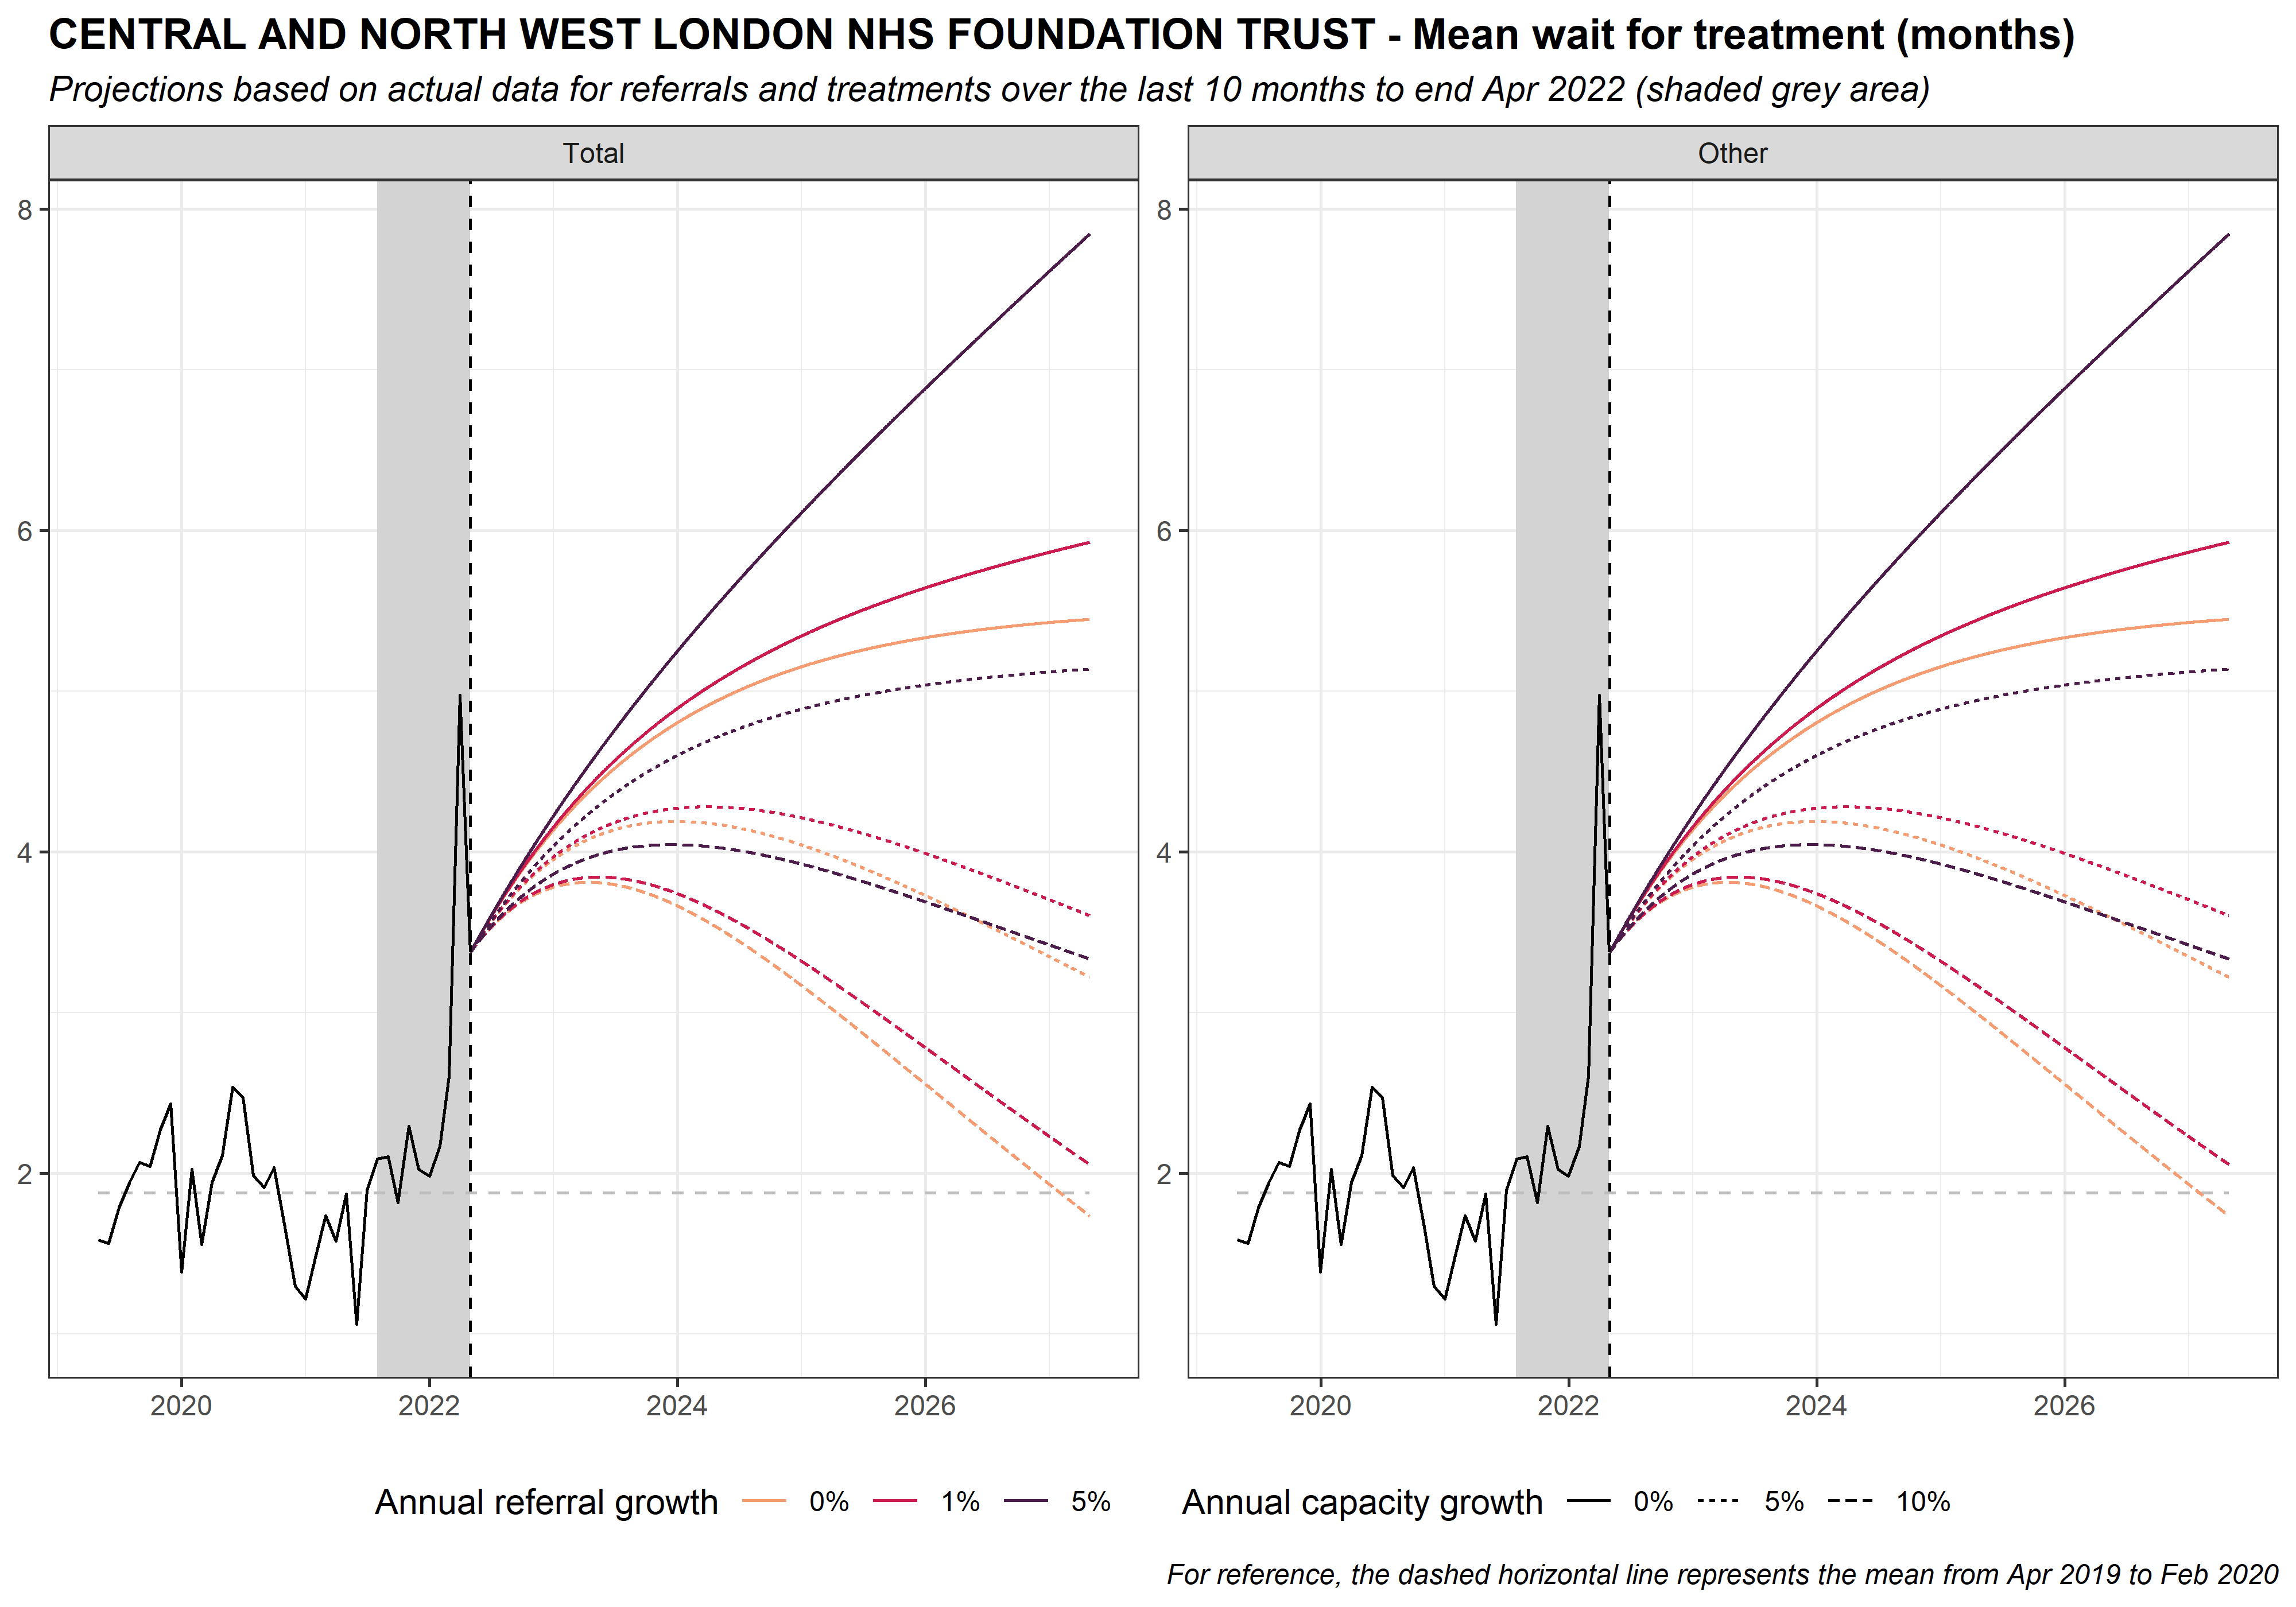 CENTRAL AND NORTH WEST LONDON NHS FOUNDATION TRUST - Mean wait for treatment (months)
Projections based on actual data for referrals and treatments over the last 10 months to end Apr 2022 (shaded grey area)
Total
Other
8
6
4
2
8
6
4
2
2020 2022 2024 2026
2020 2022 2024 2026
Annual referral growth 0% 1% 5%
Annual capacity growth 0% 5% 10%
For reference, the dashed horizontal line represents the mean from Apr 2019 to Feb 2020